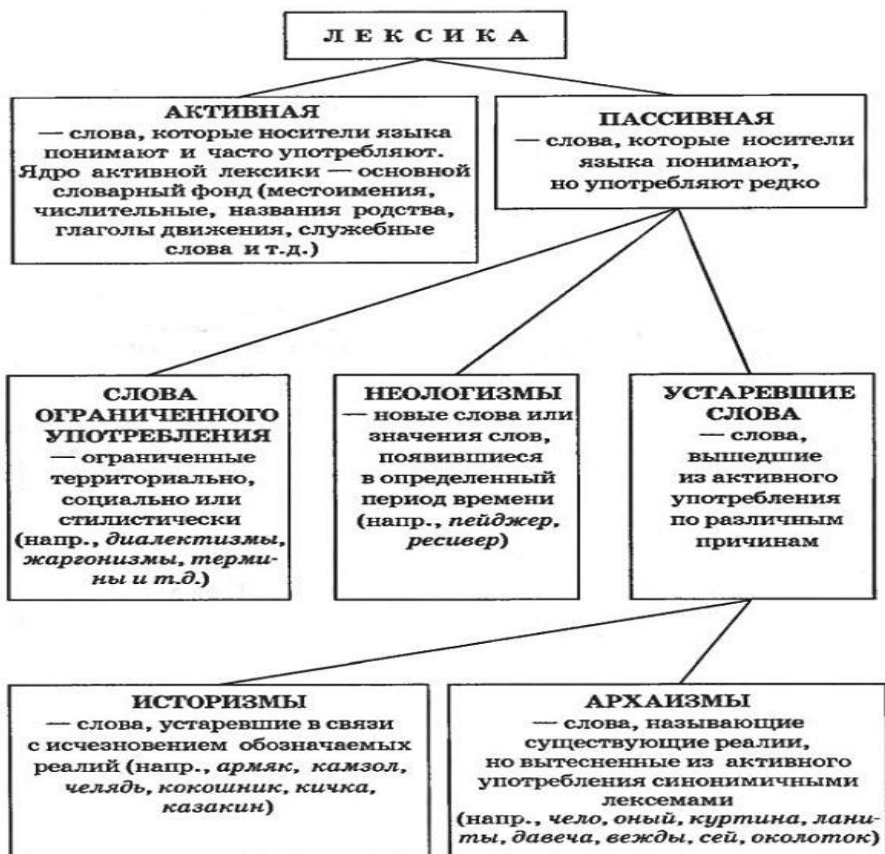 ЛЕКСИКА
АКТИВНАЯ
— слова, которые носители языка
понимают и часто употребляют.
Ядро активной лексики — основной
словарный фонд (местоимения,
числительные, названия родства,
глаголы движения, служебные
слова и т.д.)
ПАССИВНАЯ
— слова, которые носители
языка понимают,
но употребляют редко
СЛОВА
ОГРАНИЧЕННОГО
УПОТРЕБЛЕНИЯ
— ограниченные
территориально,
социально или
стилистически
(напр., диалектизмы,
жаргонизмы, терми-
ны и т.д.)
НЕОЛОГИЗМЫ
— новые слова или
значения слов,
появившиеся
в определенный
период времени
(напр., пейджер,
ресивер)
УСТАРЕВШИЕ
СЛОВА
— слова,
вышедшие
из активного
употребления
по различным
причинам
ИСТОРИЗМЫ
— слова, устаревшие в связи
с исчезновением обозначаемых
реалий (напр., армяк, камзол,
челядь, кокошник, кичка,
казакин)
АРХАИЗМЫ
— слова, называющие
существующие реалии,
но вытесненные из активного
употребления синонимичными
лексемами
(напр., чело, оный, куртина, лани-
ты, давеча, вежды, сей, околоток)